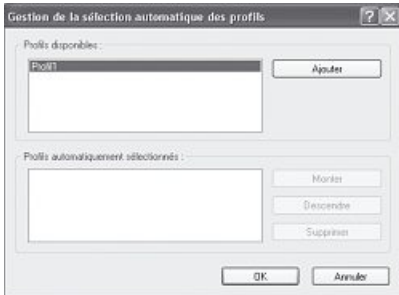 Gestion de la sélection automatique des profils
Profils disponibles :
Profil1
Ajouter
Profils automatiquement sélectionnés :
Monter
Descendre
Supprimer
OK
Annuler